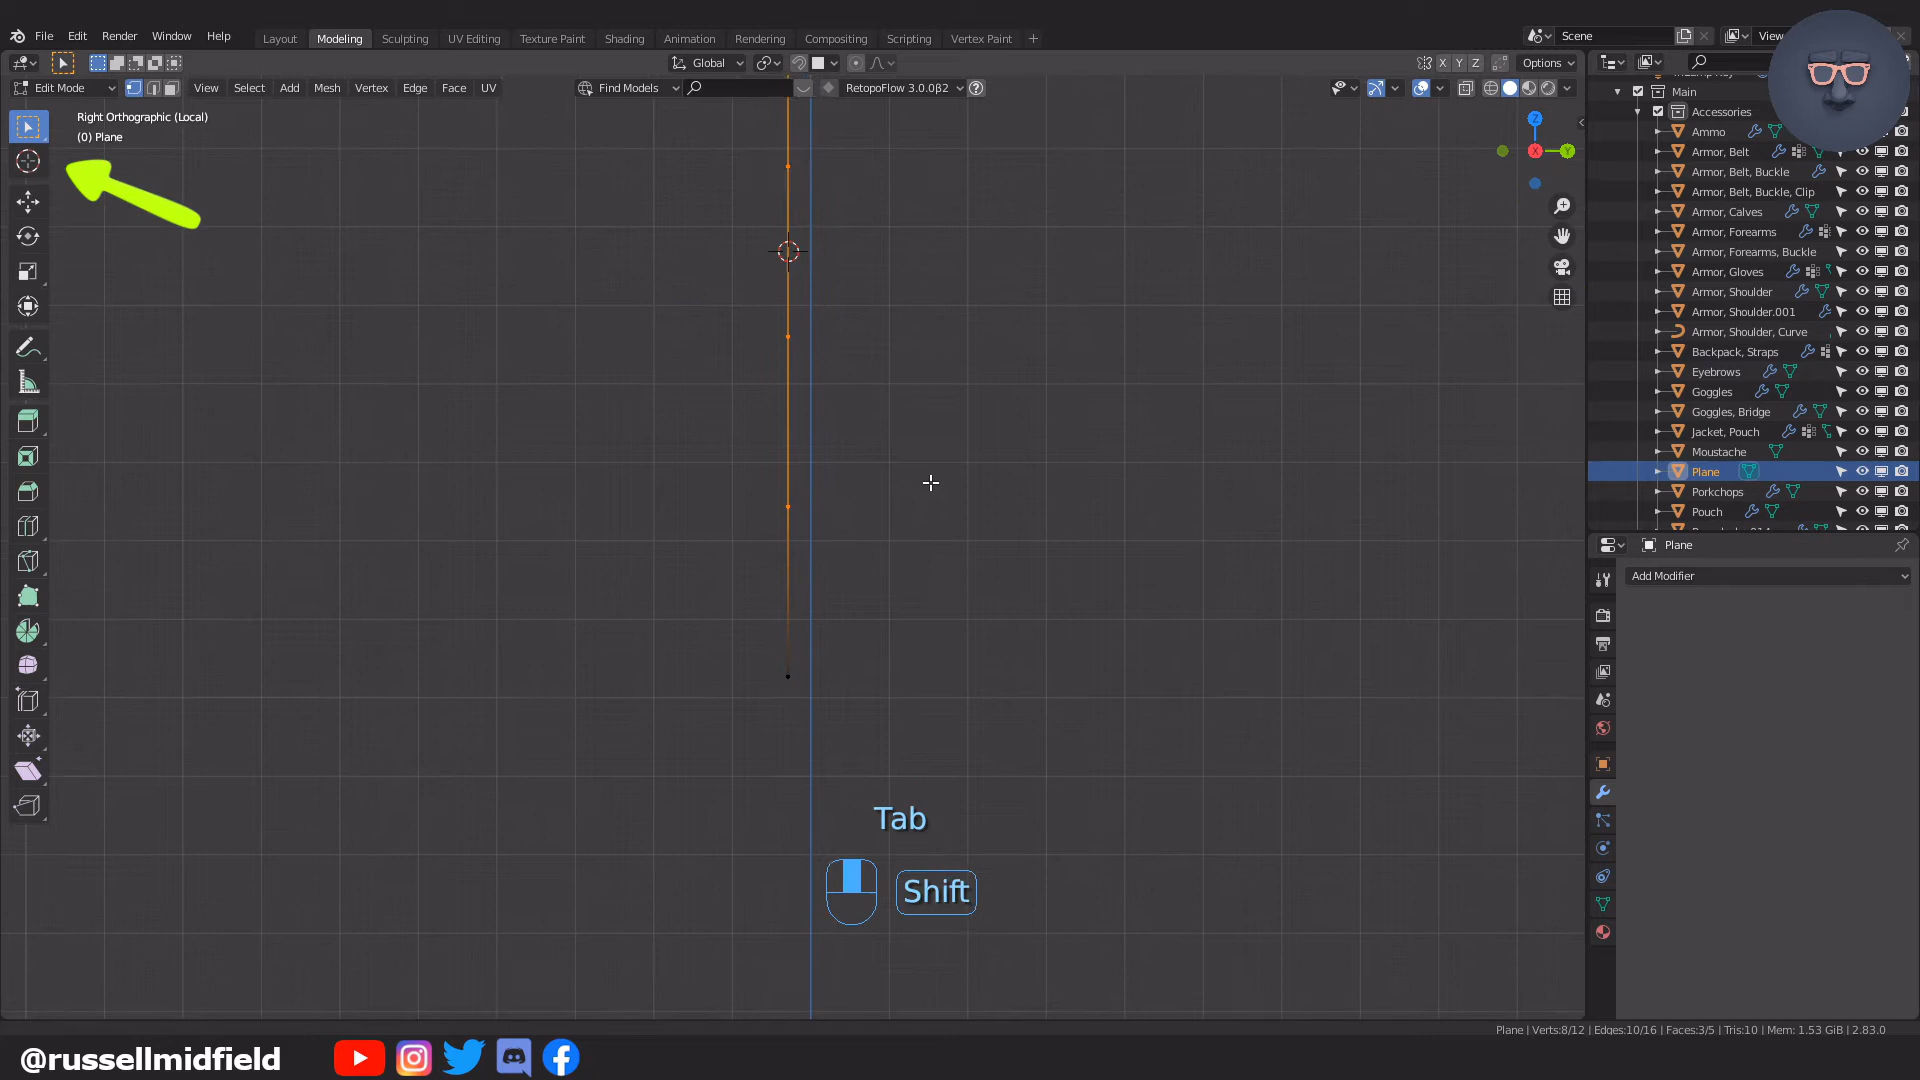 File Edit Render Window Help
Layout Modeling Sculpting UV Editing Texture Paint Shading Animation Rendering Compositing Scripting Vertex Paint +
Scene
View
Global
X Y Z Options
Edit Mode View Select Add Mesh Vertex Edge Face UV
Find Models
RetopoFlow 3.0.0β2
Right Orthographic (Local)
(0) Plane
Z
X
Y
Main
Accessories
Ammo
Armor, Belt
Armor, Belt, Buckle
Armor, Belt, Buckle, Clip
Armor, Calves
Armor, Forearms
Armor, Forearms, Buckle
Armor, Gloves
Armor, Shoulder
Armor, Shoulder.001
Armor, Shoulder, Curve
Backpack, Straps
Eyebrows
Goggles
Goggles, Bridge
Jacket, Pouch
Moustache
Plane
Porkchops
Pouch
Plane
Add Modifier
Tab
Shift
Plane | Verts:8/12 | Edges:10/16 | Faces:3/5 | Tris:10 | Mem: 1.53 GiB | 2.83.0
@russellmidfield